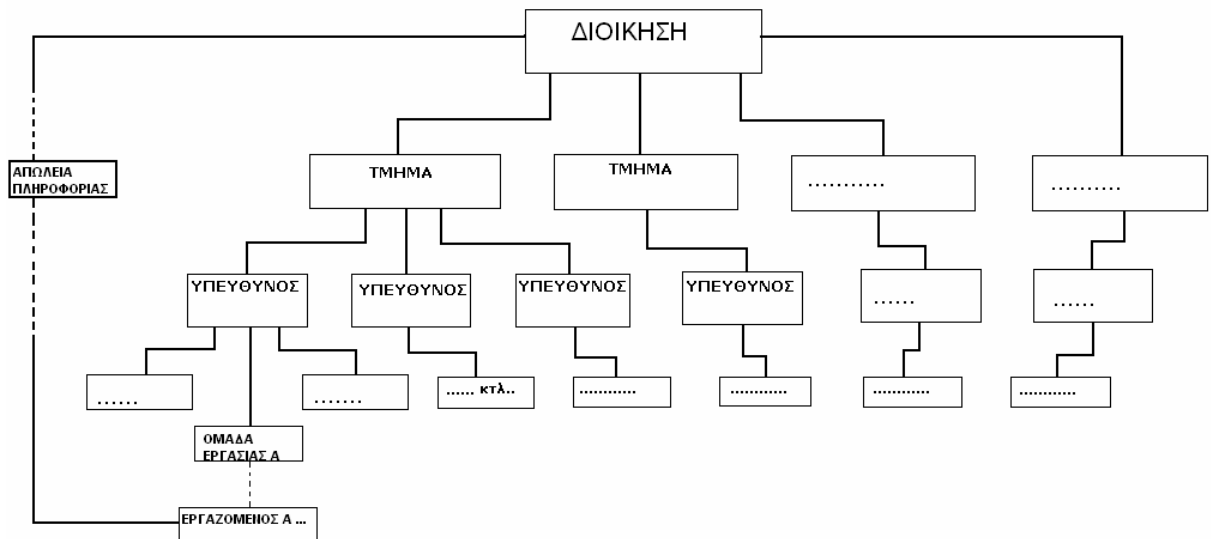 ΔΙΟΙΚΗΣΗ
ΑΠΩΛΕΙΑ
ΠΛΗΡΟΦΟΡΙΑΣ
ΤΜΗΜΑ
ΤΜΗΜΑ
...........
..........
ΥΠΕΥΘΥΝΟΣ
ΥΠΕΥΘΥΝΟΣ
ΥΠΕΥΘΥΝΟΣ
ΥΠΕΥΘΥΝΟΣ
......
......
......
.......
...... κτλ..
............
............
............
............
ΟΜΑΔΑ
ΕΡΓΑΣΙΑΣ Α
ΕΡΓΑΖΟΜΕΝΟΣ Α ...